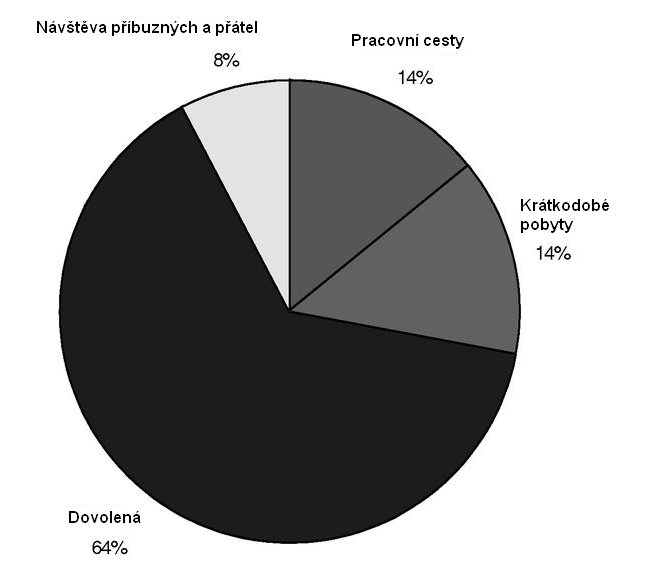 Návštěva příbuzných a přátel
8%
Pracovní cesty
14%
Krátkodobé
pobyty
14%
Dovolená
64%